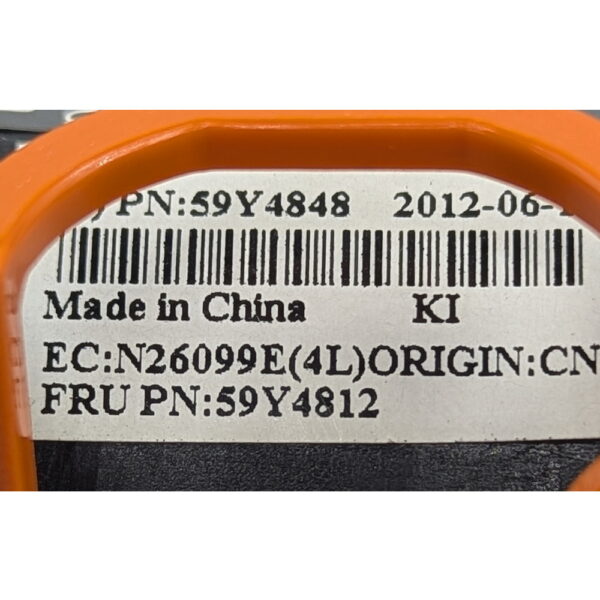 ) PN:59Y4848 2012-06-
Made in China KI
EC:N26099E(4L)ORIGIN:CN
FRU PN:59Y4812